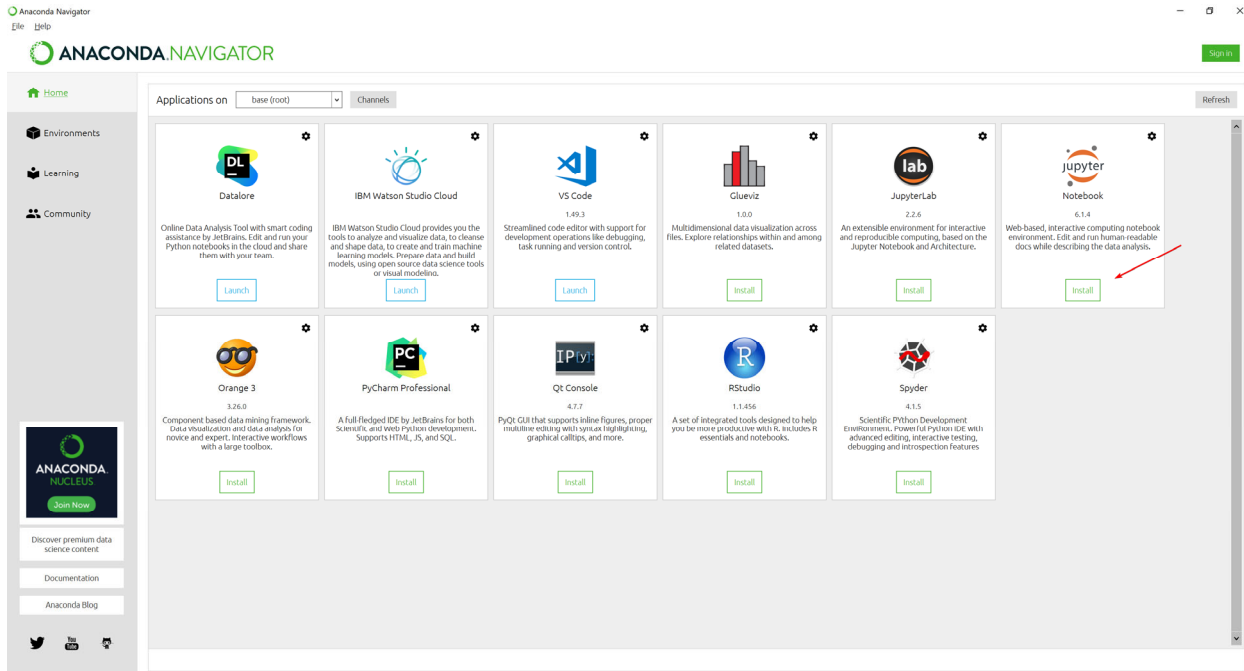 Anaconda Navigator
File Help
ANACONDA.NAVIGATOR
Sign in
Home
Environments
Learning
Community
Applications on base (root) Channels
Refresh
DL
Datalore
Online Data Analysis Tool with smart coding
assistance by JetBrains. Edit and run your
Python notebooks in the cloud and share
them with your team.
Launch
IBM Watson Studio Cloud
IBM Watson Studio Cloud provides you the
tools to analyze and visualize data, to cleanse
and shape data, to create and train machine
learning models. Prepare data and build
models, using open source data science tools
or visual modeling.
Launch
VS Code
1.49.3
Streamlined code editor with support for
development operations like debugging,
task running and version control.
Launch
Glueviz
1.0.0
Multidimensional data visualization across
files. Explore relationships within and among
related datasets.
Install
lab
JupyterLab
2.2.6
An extensible environment for interactive
and reproducible computing, based on the
Jupyter Notebook and Architecture.
Install
jupyter
Notebook
6.1.4
Web-based, interactive computing notebook
environment. Edit and run human-readable
docs while describing the data analysis.
Install
Orange 3
3.26.0
Component based data mining framework.
Data visualization and data analysis for
novice and expert. Interactive workflows
with a large toolbox.
Install
PC
PyCharm Professional
A full-fledged IDE by JetBrains for both
Scientific and Web Python development.
Supports HTML, JS, and SQL.
Install
IP[y]:
Qt Console
4.7.7
PyQt GUI that supports inline figures, proper
multiline editing with syntax highlighting,
graphical calltips, and more.
Install
R
RStudio
1.1.456
A set of integrated tools designed to help
you be more productive with R. Includes R
essentials and notebooks.
Install
Spyder
4.1.5
Scientific PYthon Development
EnviRonment. Powerful Python IDE with
advanced editing, interactive testing,
debugging and introspection features
Install
ANACONDA.
NUCLEUS
Join Now
Discover premium data
science content
Documentation
Anaconda Blog
You
Tube